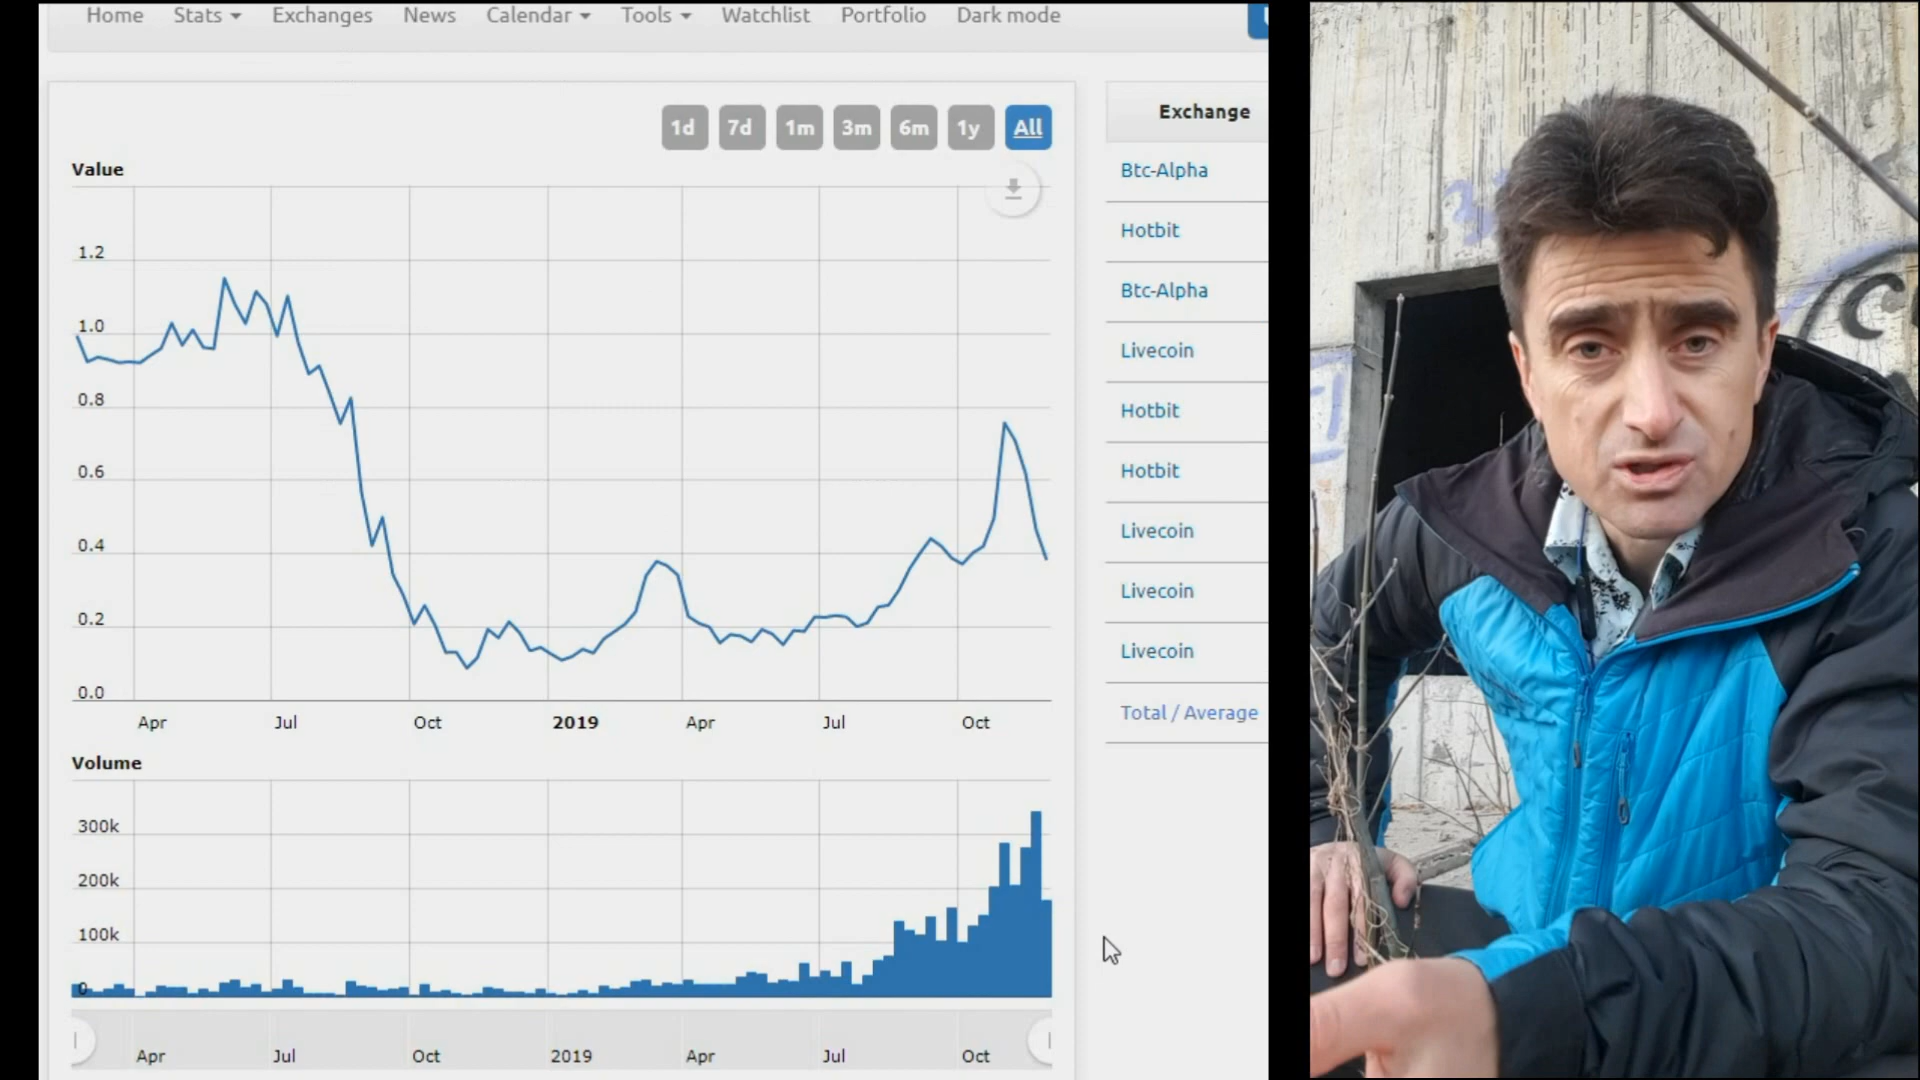 Home Stats Exchanges News Calendar Tools Watchlist Portfolio Dark mode
1d 7d 1m 3m 6m 1y All
Value
1.2
1.0
0.8
0.6
0.4
0.2
0.0
Apr Jul Oct 2019 Apr Jul Oct
Volume
300k
200k
100k
0
Apr Jul Oct 2019 Apr Jul Oct
Exchange
Btc-Alpha
Hotbit
Btc-Alpha
Livecoin
Hotbit
Hotbit
Livecoin
Livecoin
Livecoin
Total / Average